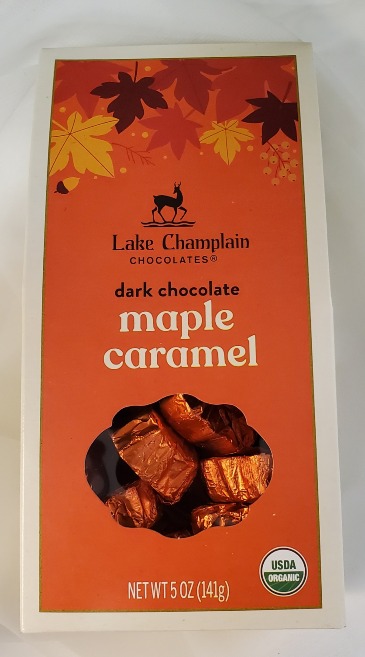 Lake Champlain
CHOCOLATES®
dark chocolate
maple
caramel
USDA
ORGANIC
NET WT 5 OZ (141g)